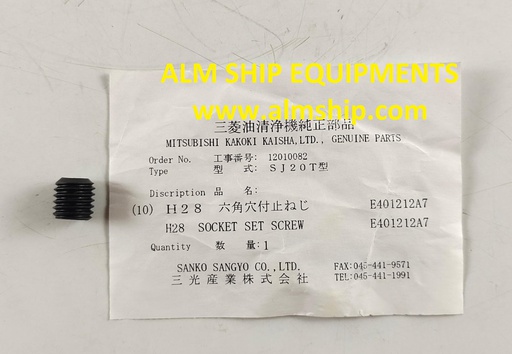 ALM SHIP EQUIPMENTS
www.almship.com
三菱油清浄機純正部品
MITSUBISHI KAKOKI KAISHA,LTD., GENUINE PARTS
Order No. 工事番号: 12010082
Type 型 式: ＳＪ２０Ｔ型
Discription 品 名:
(10) Ｈ２８ 六角穴付止ねじ E401212A7
H28 SOCKET SET SCREW E401212A7
Quantity 数 量: 1
SANKO SANGYO CO.,LTD. FAX:045-441-9571
三光産業株式会社 TEL:045-441-1991